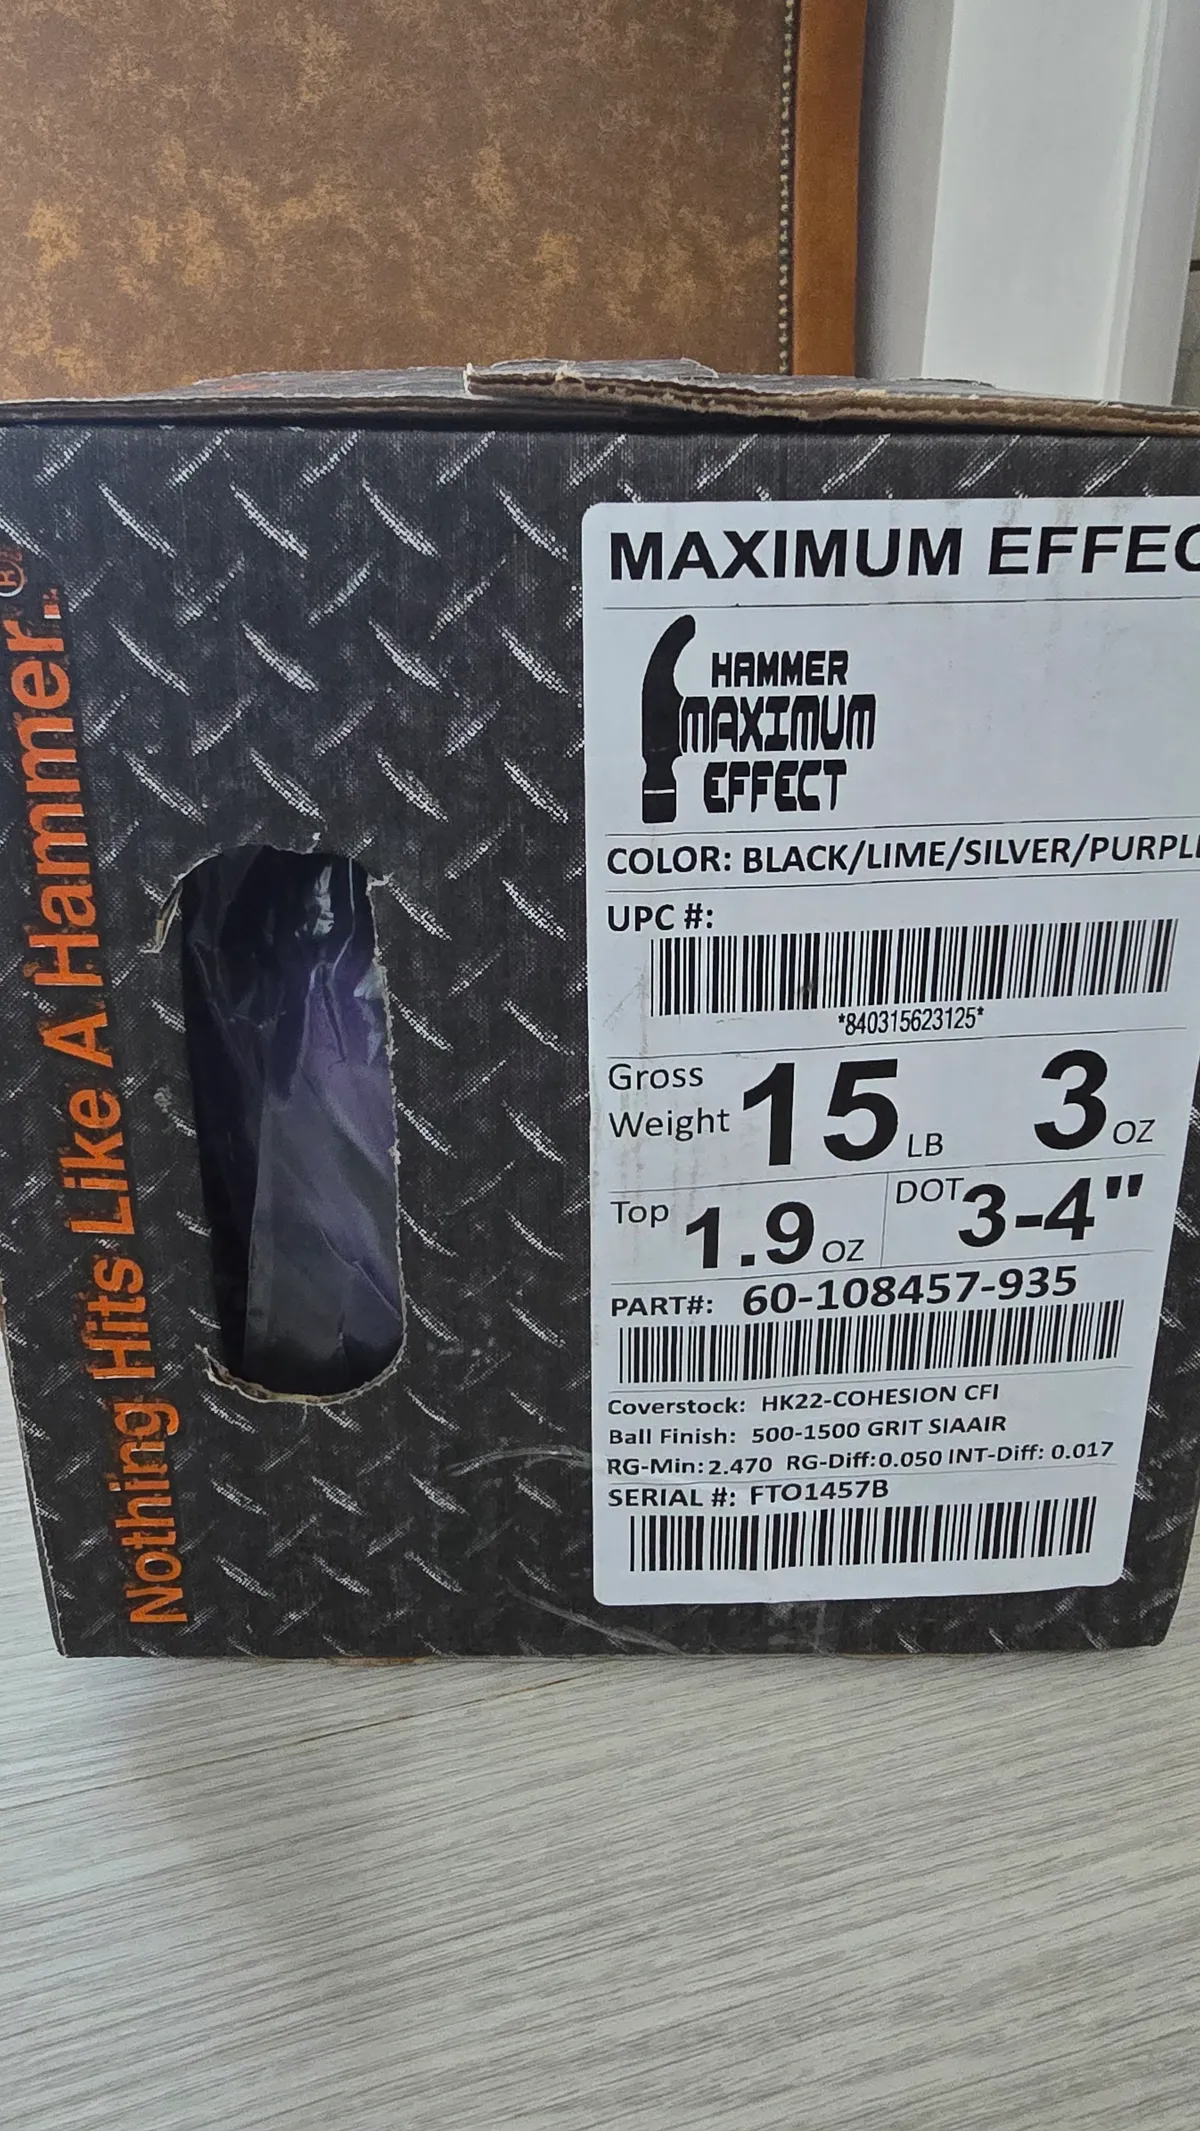 Nothing Hits Like A Hammer.®
MAXIMUM EFFEC
HAMMER
MAXIMUM
EFFECT
COLOR: BLACK/LIME/SILVER/PURPL
UPC #:
*840315623125*
Gross Weight 15 LB 3 OZ
Top 1.9 OZ DOT 3-4"
PART#: 60-108457-935
Coverstock: HK22-COHESION CFI
Ball Finish: 500-1500 GRIT SIAAIR
RG-Min: 2.470 RG-Diff:0.050 INT-Diff: 0.017
SERIAL #: FTO1457B